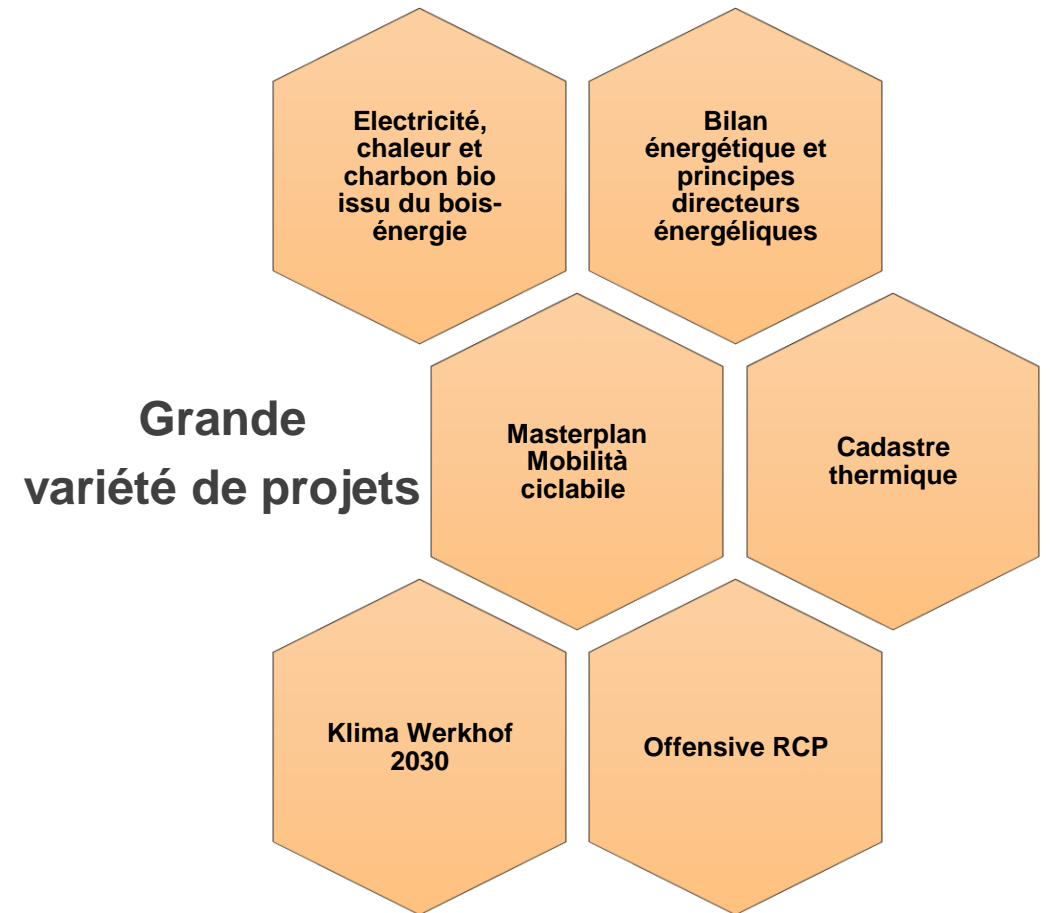 Electricité,
chaleur et
charbon bio
issu du bois-
énergie
Bilan
énergétique et
principes
directeurs
énergéliques
Grande
variété de projets
Masterplan
Mobilità
ciclabile
Cadastre
thermique
Klima Werkhof
2030
Offensive RCP